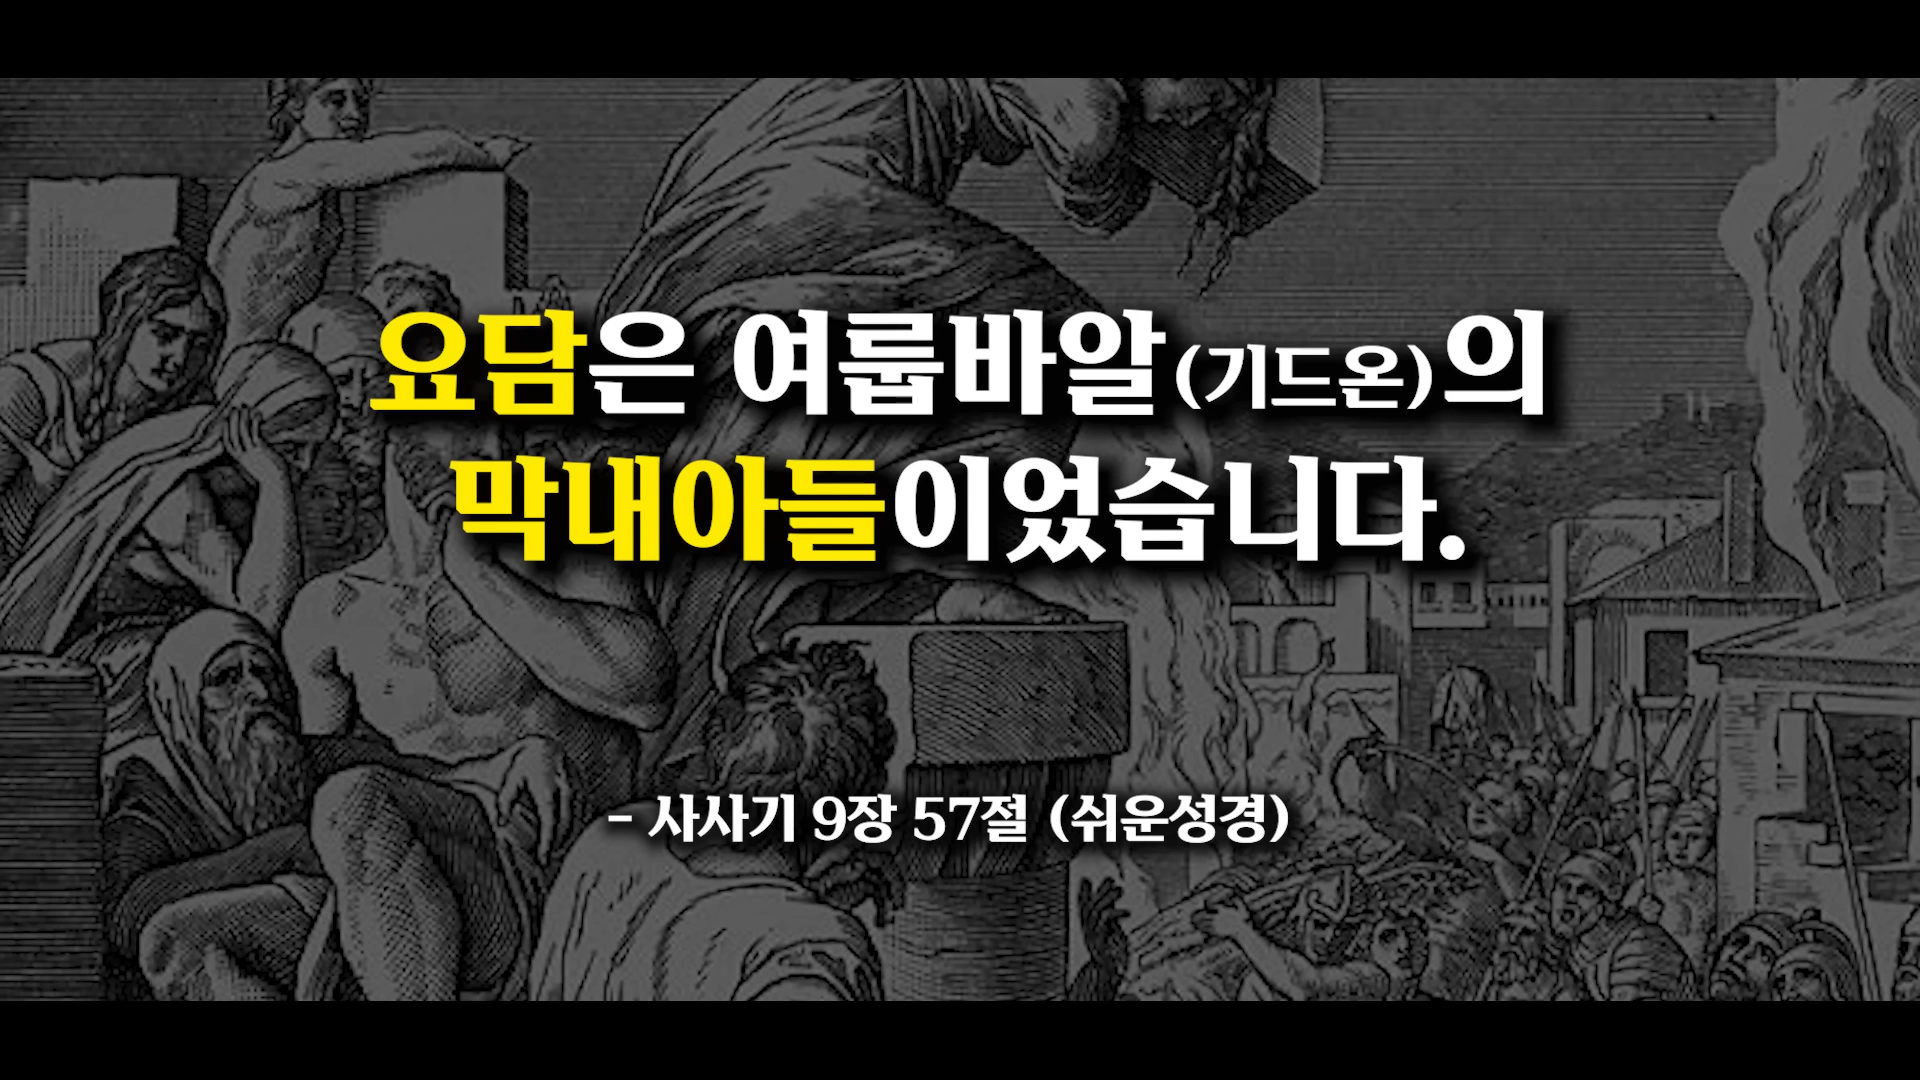 요담은 여룹바알(기드온)의
막내아들이었습니다.
- 사사기 9장 57절 (쉬운성경)